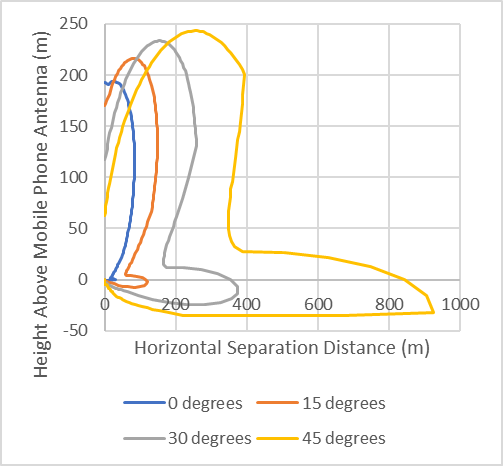 Height Above Mobile Phone Antenna (m)
250
200
150
100
50
0
-50
0 200 400 600 800 1000
Horizontal Separation Distance (m)
0 degrees 15 degrees
30 degrees 45 degrees